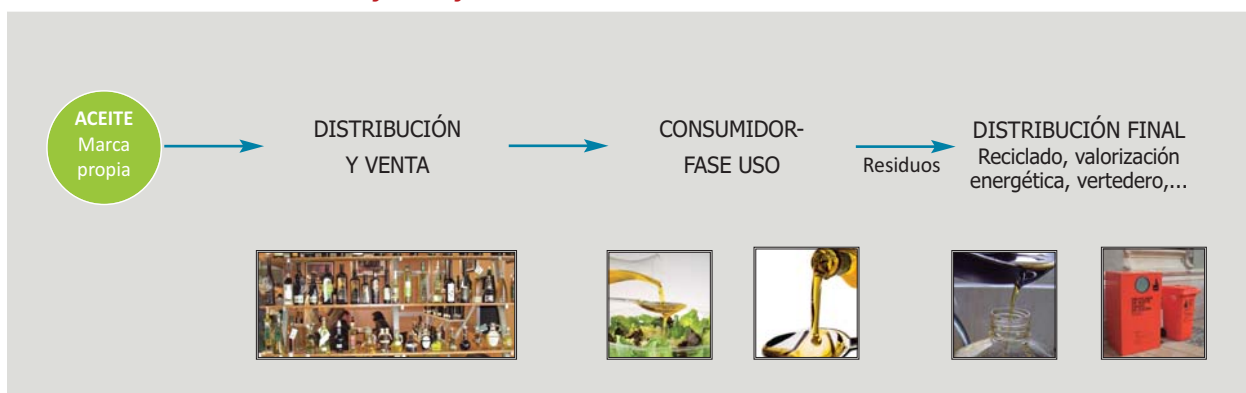 ACEITE
Marca
propia
DISTRIBUCIÓN
Y VENTA
CONSUMIDOR-
FASE USO
Residuos
DISTRIBUCIÓN FINAL
Reciclado, valorización
energética, vertedero,...